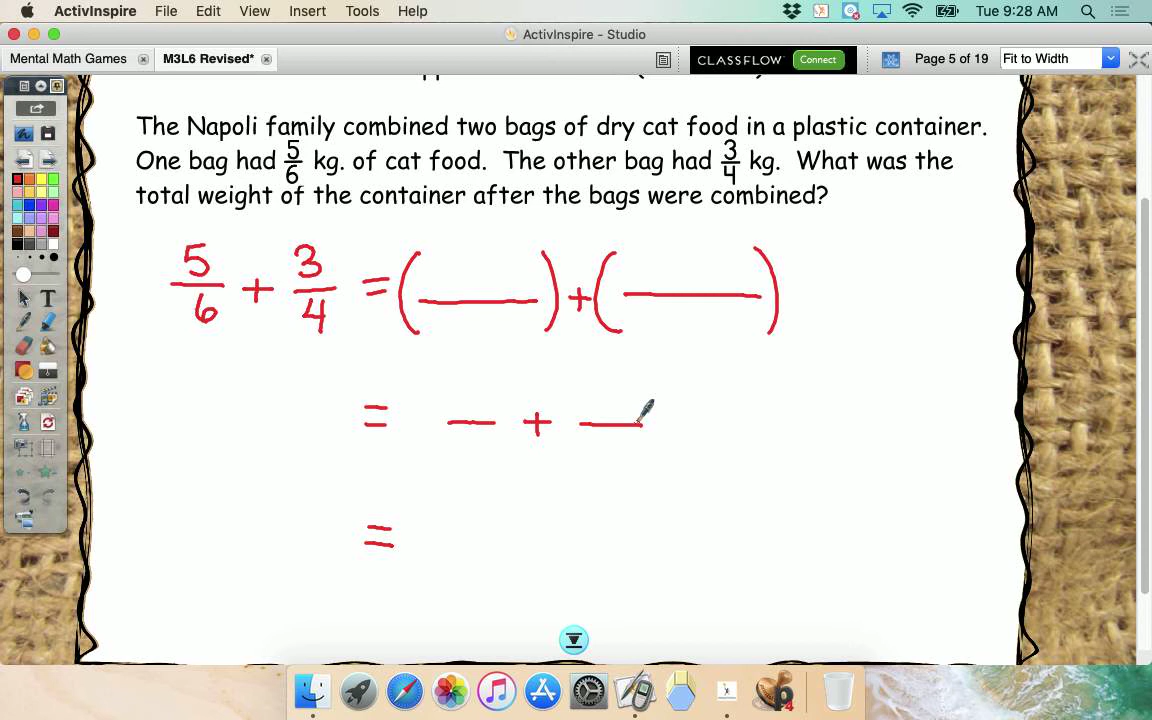 ActivInspire File Edit View Insert Tools Help Tue 9:28 AM
ActivInspire - Studio
Mental Math Games M3L6 Revised* CLASSFLOW Connect Page 5 of 19 Fit to Width
The Napoli family combined two bags of dry cat food in a plastic container.
One bag had 5/6 kg. of cat food. The other bag had 3/4 kg. What was the
total weight of the container after the bags were combined?
5/6 + 3/4 = ( — ) + ( — )
= — + —
=